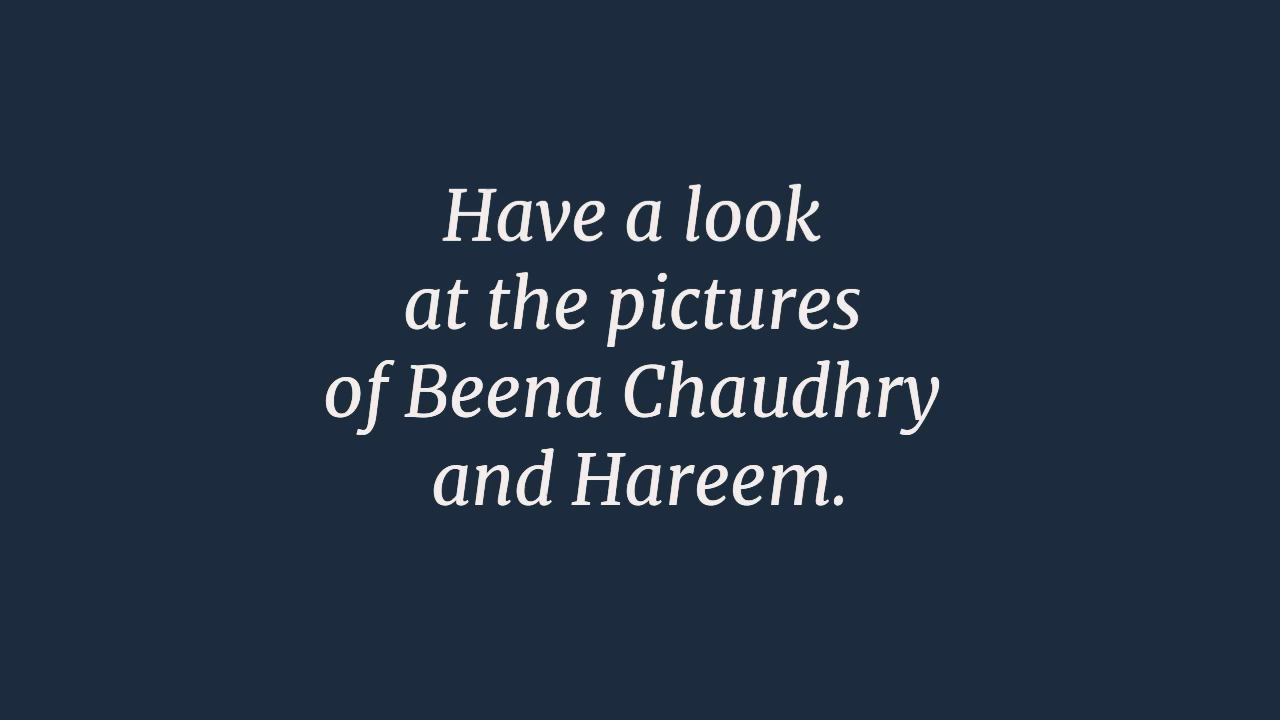 Have a look
at the pictures
of Beena Chaudhry
and Hareem.